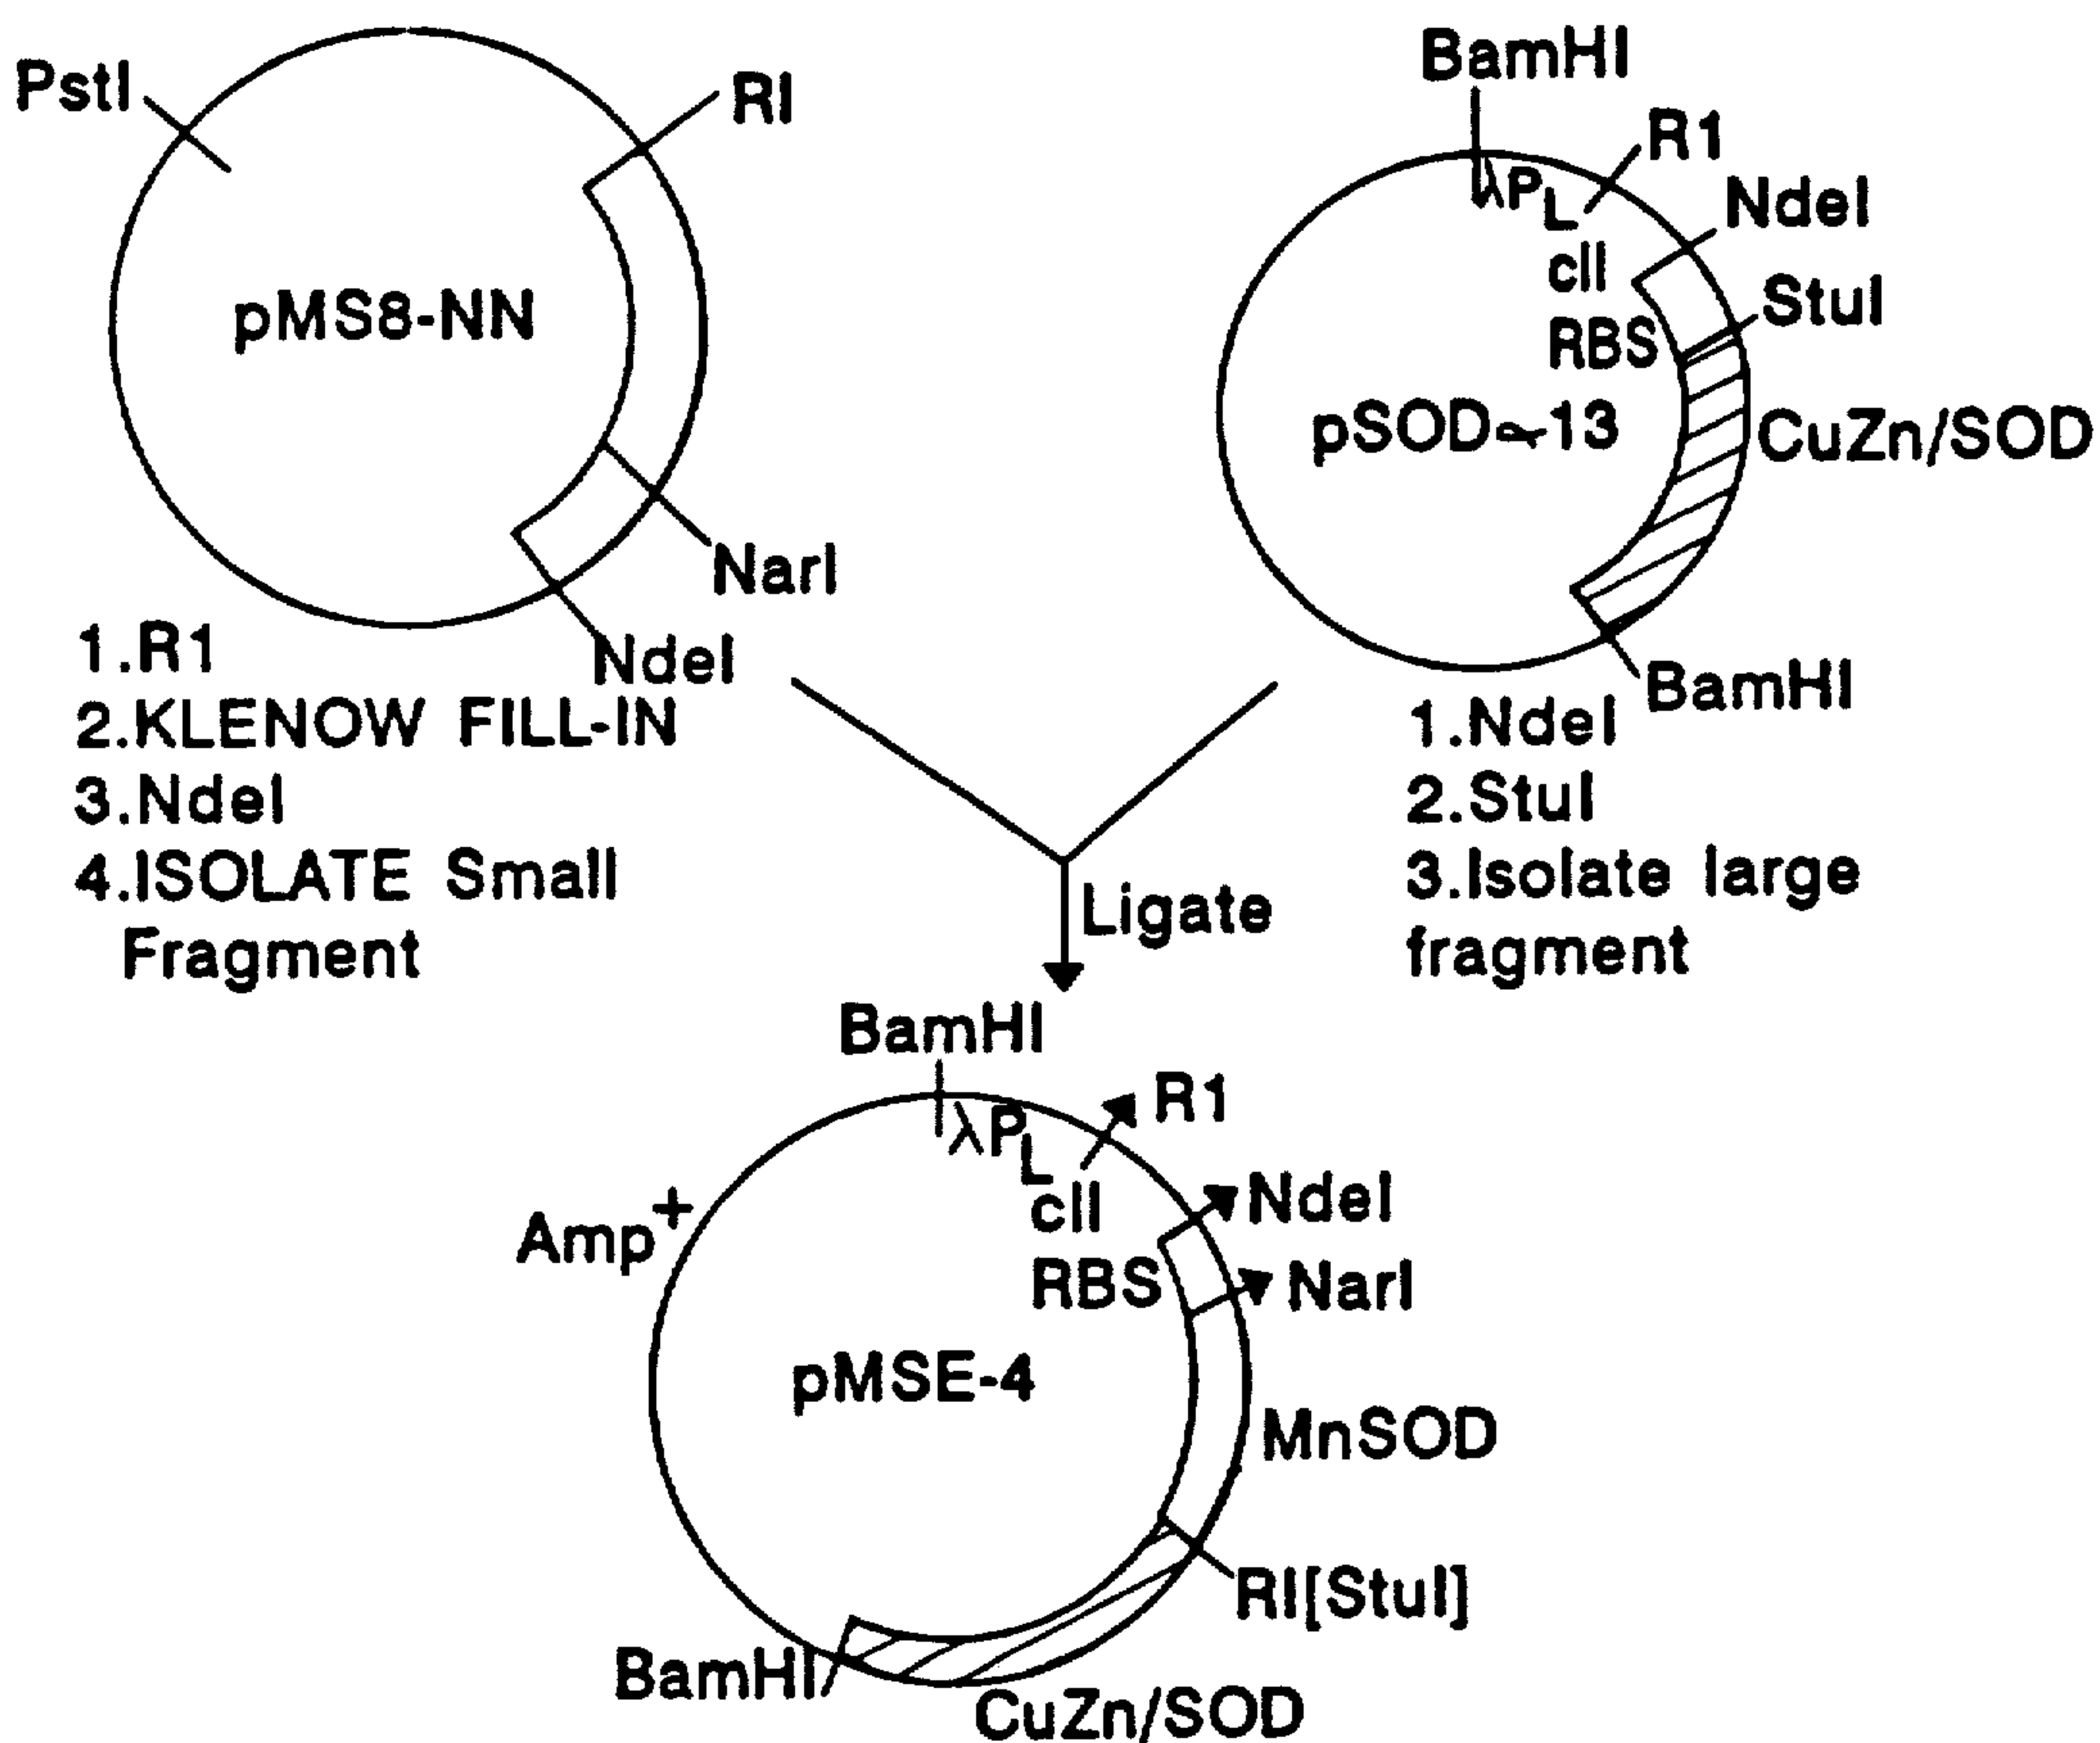 PstI
RI
pMS8-NN
NarI
NdeI
1.R1
2.KLENOW FILL-IN
3.NdeI
4.ISOLATE Small
Fragment
BamHI
R1
λPL
NdeI
cII
StuI
RBS
pSOD⍺13
CuZn/SOD
BamHI
1.NdeI
2.StuI
3.Isolate large
fragment
Ligate
BamHI
R1
λPL
NdeI
cII
Amp+
RBS
NarI
pMSE-4
MnSOD
RI[StuI]
BamHI
CuZn/SOD